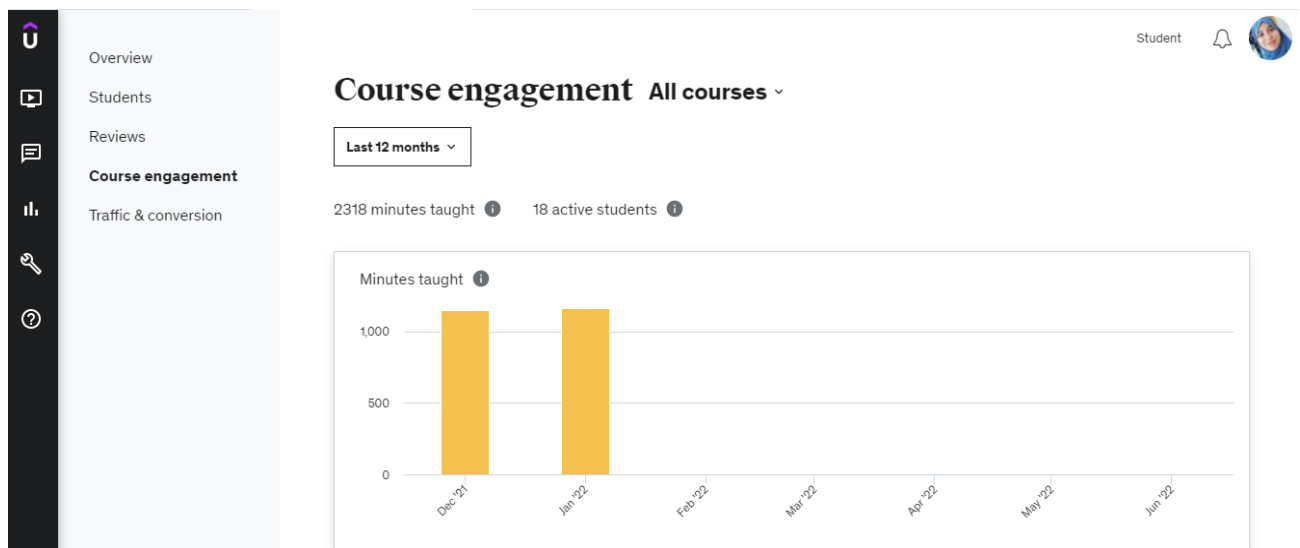 Student
Overview
Students
Reviews
Course engagement
Traffic & conversion
Course engagement All courses
Last 12 months
2318 minutes taught 18 active students
Minutes taught
1,000
500
0
Dec '21 Jan '22 Feb '22 Mar '22 Apr '22 May '22 Jun '22